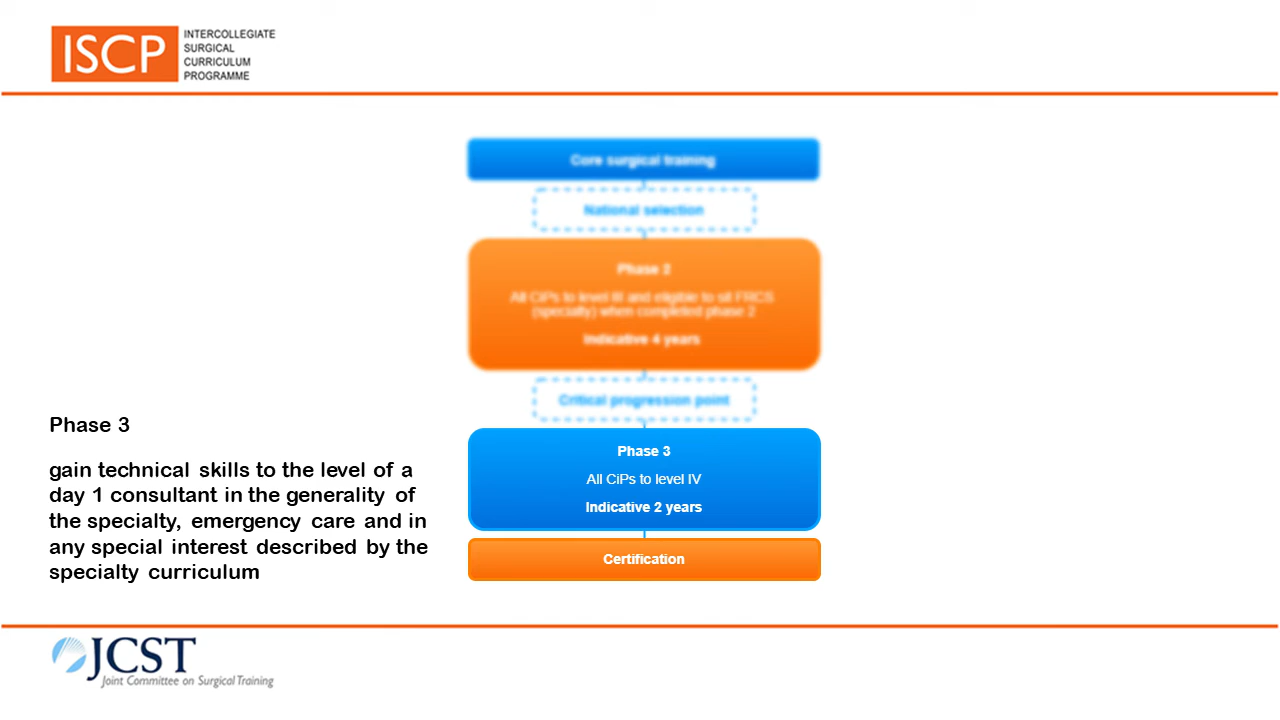 ISCP
INTERCOLLEGIATE
SURGICAL
CURRICULUM
PROGRAMME
Core surgical training
National selection
Phase 2
All CiPs to level III and eligible to sit FRCS
(specialty) when completed phase 2
Indicative 4 years
Critical progression point
Phase 3
All CiPs to level IV
Indicative 2 years
Certification
Phase 3
gain technical skills to the level of a
day 1 consultant in the generality of
the specialty, emergency care and in
any special interest described by the
specialty curriculum
JCST
Joint Committee on Surgical Training